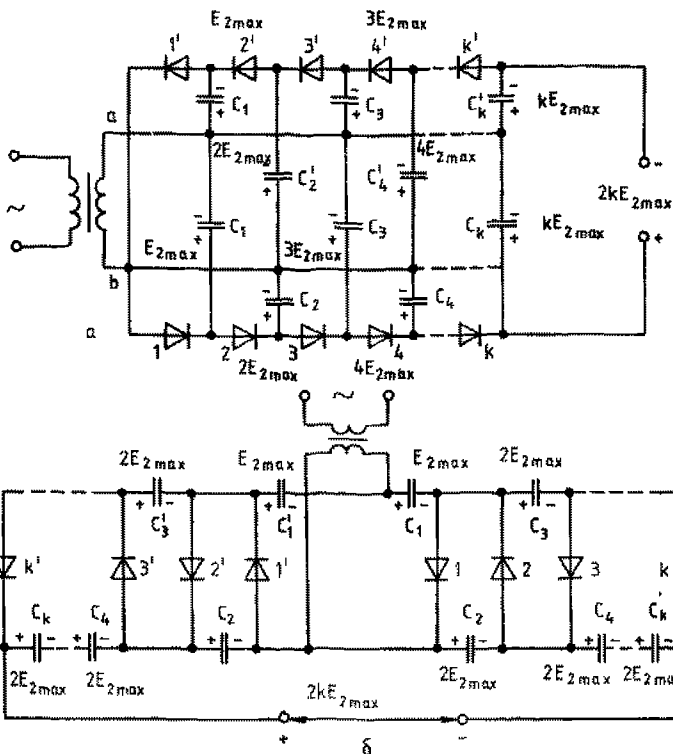 E2max 3E2max
1' 2' 3' 4' k'
- + C1 - + C3 - + C'k kE2max
a
2E2max 4E2max
- + C'2 - + C'4
~ - 2kE2max +
- + C1 - + C3 - + Ck kE2max
E2max 3E2max
b
- + C2 - + C4
a 1 2 3 4 k
2E2max 4E2max
~
2E2max E2max E2max 2E2max
+ - + - + - + -
C'3 C'1 C1 C3
k' 3' 2' 1' 1 2 3 k
Ck C4 C2 C2 C4 C'k
+ - + - + - + - + - + -
2E2max 2E2max 2E2max 2E2max 2E2max
2kE2max
+ -
δ